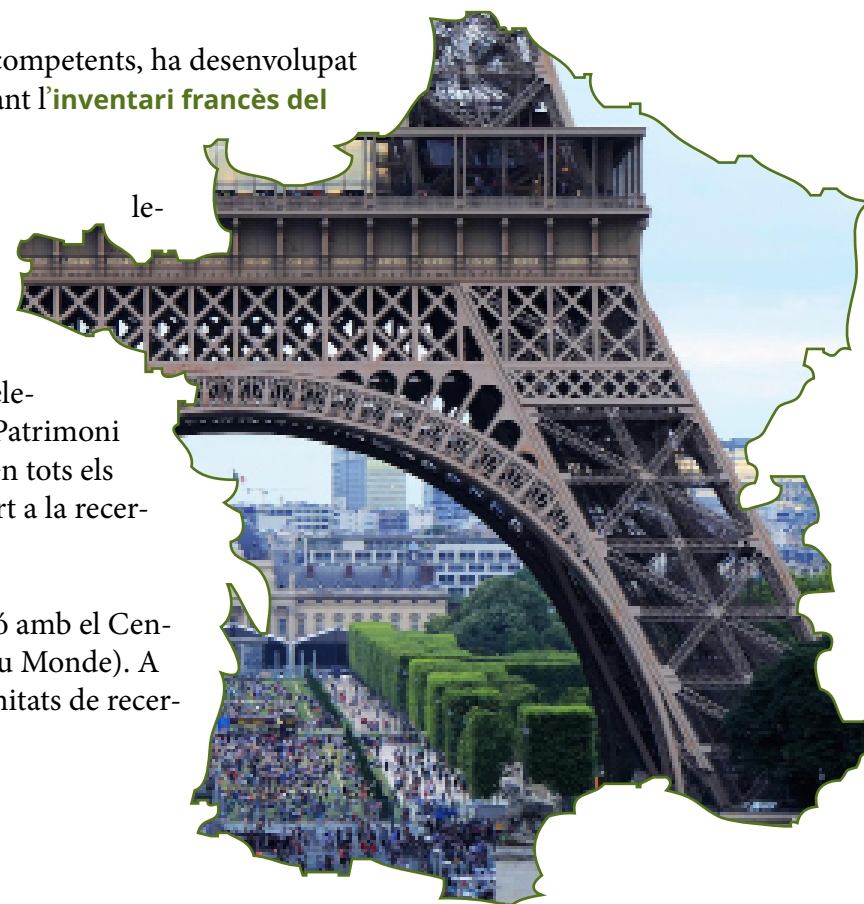 competents, ha desenvolupat
ant l'inventari francès del
le-
ele-
Patrimoni
en tots els
rt a la recer-
ó amb el Cen-
u Monde). A
nitats de recer-